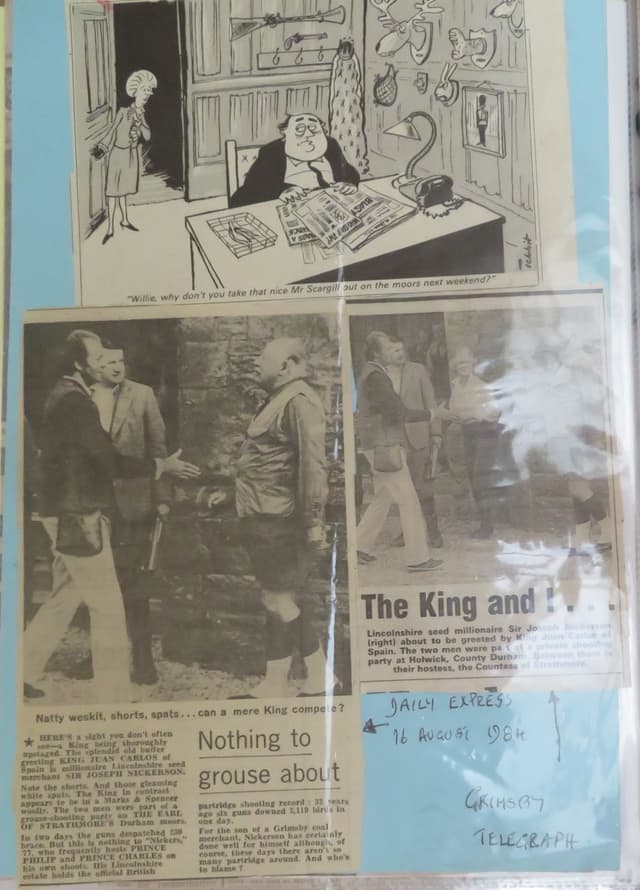 "Willie, why don't you take that nice Mr Scargill out on the moors next weekend?"
Natty weskit, shorts, spats... can a mere King compete?
★ HERE'S a sight you don't often
see—a King being thoroughly
upstaged. The splendid old buffer
greeting KING JUAN CARLOS of
Spain is millionaire Lincolnshire seed
merchant SIR JOSEPH NICKERSON.
Note the shorts. And those gleaming
white spats. The King in contrast
appears to be in a Marks & Spencer
woolly. The two men were part of a
grouse-shooting party on THE EARL
OF STRATHMORE'S Durham moors.
In two days the guns despatched 220
brace. But this is nothing to "Nickers,"
77, who frequently hosts PRINCE
PHILIP and PRINCE CHARLES on
his own shoots. His Lincolnshire
estate holds the official British
Nothing to
grouse about
partridge shooting record: 33 years
ago six guns downed 2,119 birds in
one day.
For the son of a Grimsby coal
merchant, Nickerson has certainly
done well for himself although, of
course, these days there aren't so
many partridge around. And who's
to blame?
The King and I . . .
Lincolnshire seed millionaire Sir Joseph Nickerson
(right) about to be greeted by King Juan Carlos of
Spain. The two men were part of a private shooting
party at Holwick, County Durham. Between them is
their hostess, the Countess of Strathmore.
DAILY EXPRESS
16 AUGUST 1984
GRIMSBY
TELEGRAPH